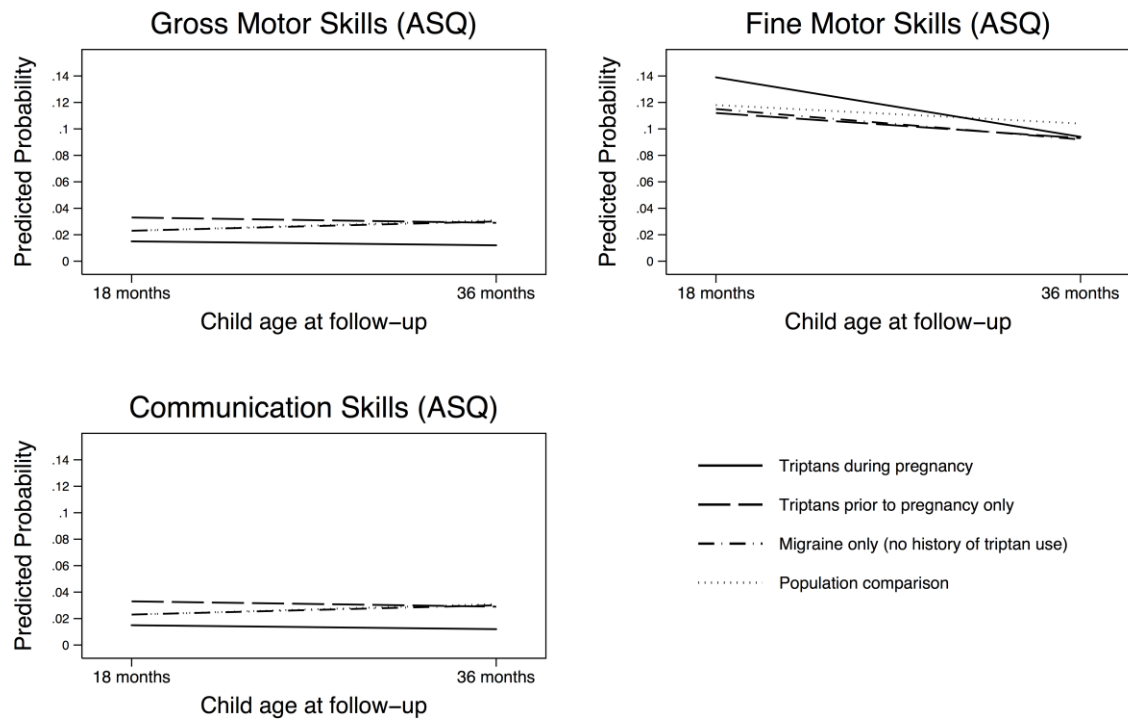 Gross Motor Skills (ASQ)
Predicted Probability
.14
.12
.1
.08
.06
.04
.02
0
18 months
36 months
Child age at follow−up
Fine Motor Skills (ASQ)
Predicted Probability
.14
.12
.1
.08
.06
.04
.02
0
18 months
36 months
Child age at follow−up
Communication Skills (ASQ)
Predicted Probability
.14
.12
.1
.08
.06
.04
.02
0
18 months
36 months
Child age at follow−up
Triptans during pregnancy
Triptans prior to pregnancy only
Migraine only (no history of triptan use)
Population comparison